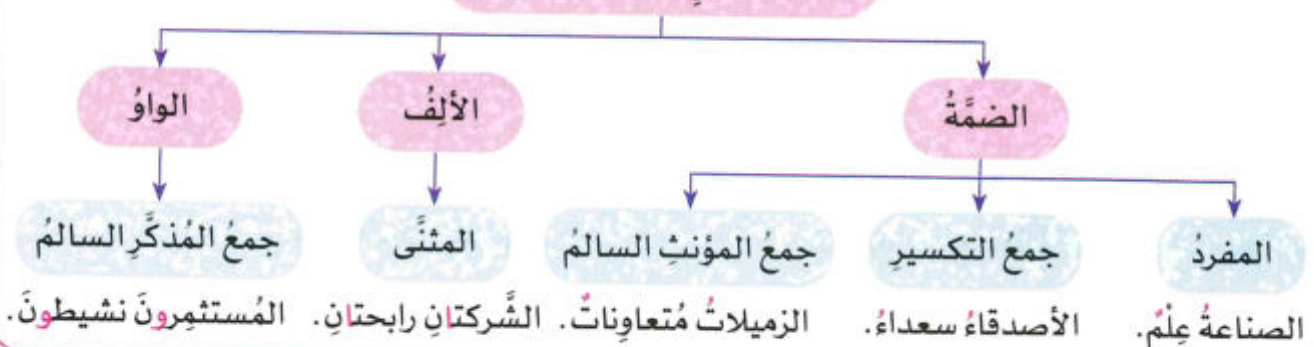 الضمَّةُ الألِفُ الواوُ
المفردُ جمعُ التكسيرِ جمعُ المؤنثِ السالمُ المثنَّى جمعُ المُذكَّرِ السالمُ
الصناعةُ عِلْمٌ. الأصدقاءُ سعداءُ. الزميلاتُ مُتعاوِناتٌ. الشَّركتانِ رابحتانِ. المُستثمِرونَ نشيطونَ.